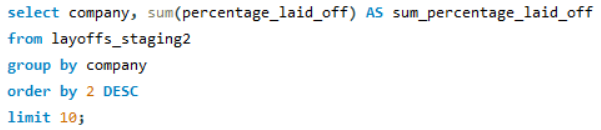 select company, sum(percentage_laid_off) AS sum_percentage_laid_off
from layoffs_staging2
group by company
order by 2 DESC
limit 10;